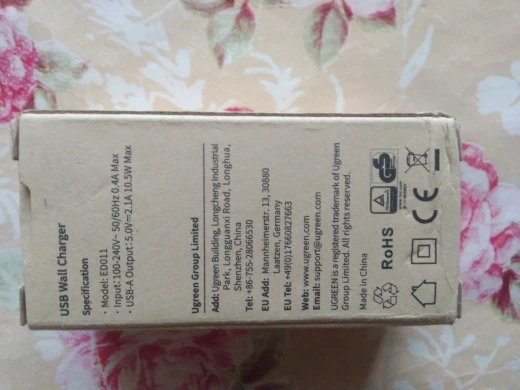 USB Wall Charger
Specification
· Model: ED011
· Input: 100-240V~ 50/60Hz 0.4A Max
· USB-A Output: 5.0V⎓2.1A 10.5W Max
Ugreen Group Limited
Add: Ugreen Building, Longcheng Industrial
Park, Longguanxi Road, Longhua,
Shenzhen, China
Tel: +86-755-28066530
EU Add: Mannheimerstr. 13, 30880
Laatzen, Germany
EU Tel: +49(0)17660827663
Web: www.ugreen.com
Email: support@ugreen.com
UGREEN is a registered trademark of Ugreen
Group Limited. All rights reserved.
Made in China
RoHS
CE
GS